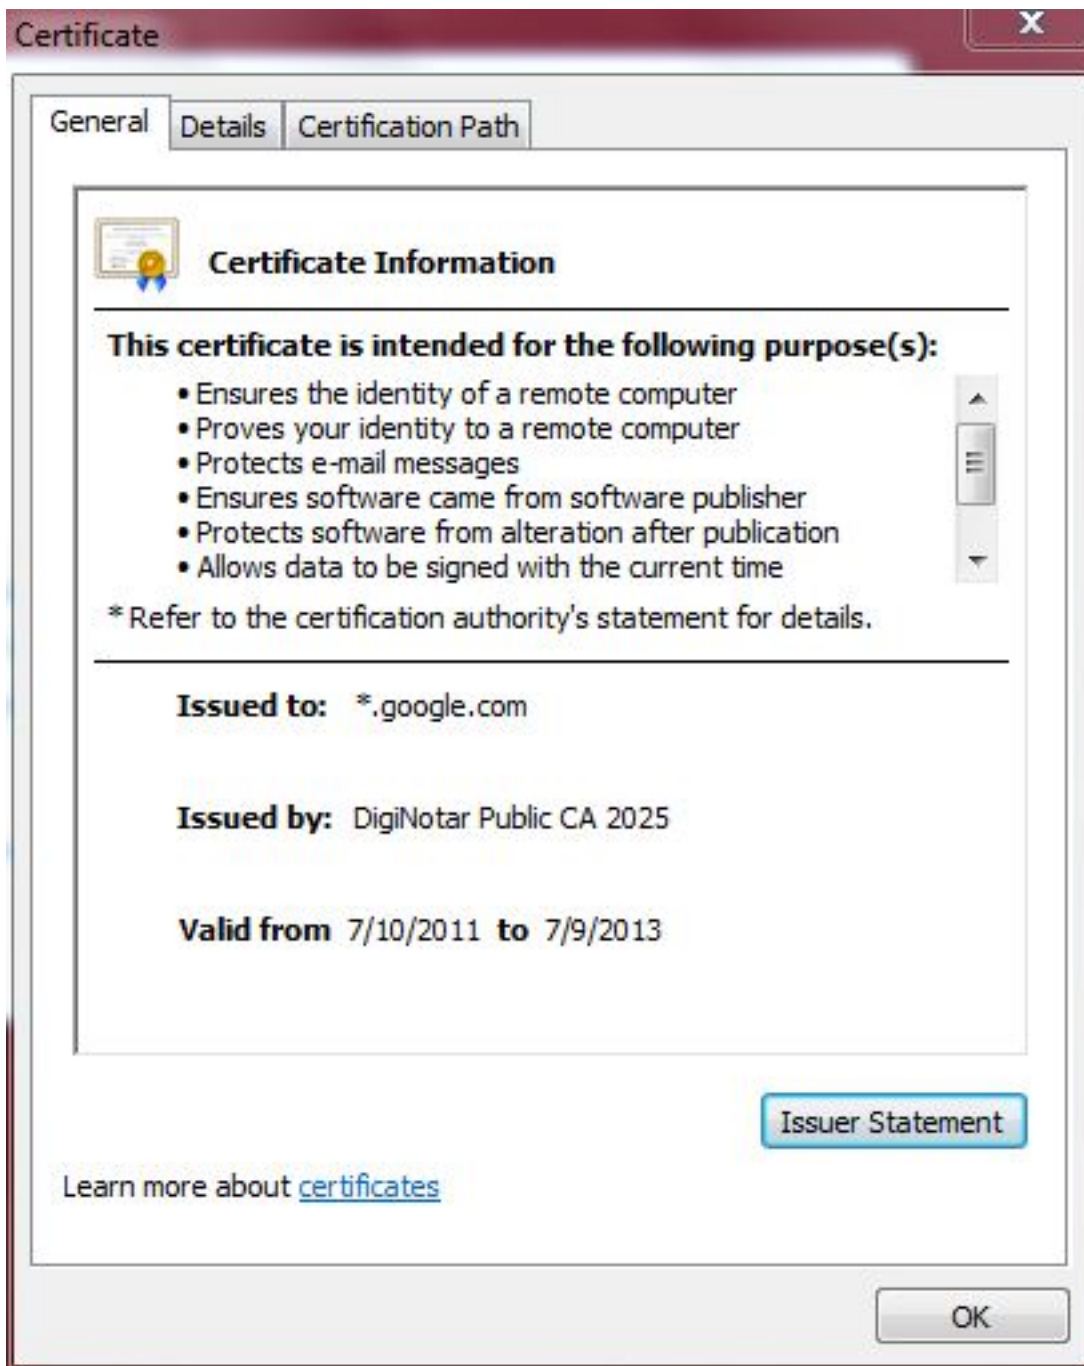 Certificate
General Details Certification Path
Certificate Information
This certificate is intended for the following purpose(s):
• Ensures the identity of a remote computer
• Proves your identity to a remote computer
• Protects e-mail messages
• Ensures software came from software publisher
• Protects software from alteration after publication
• Allows data to be signed with the current time
* Refer to the certification authority's statement for details.
Issued to: *.google.com
Issued by: DigiNotar Public CA 2025
Valid from 7/10/2011 to 7/9/2013
Issuer Statement
Learn more about certificates
OK